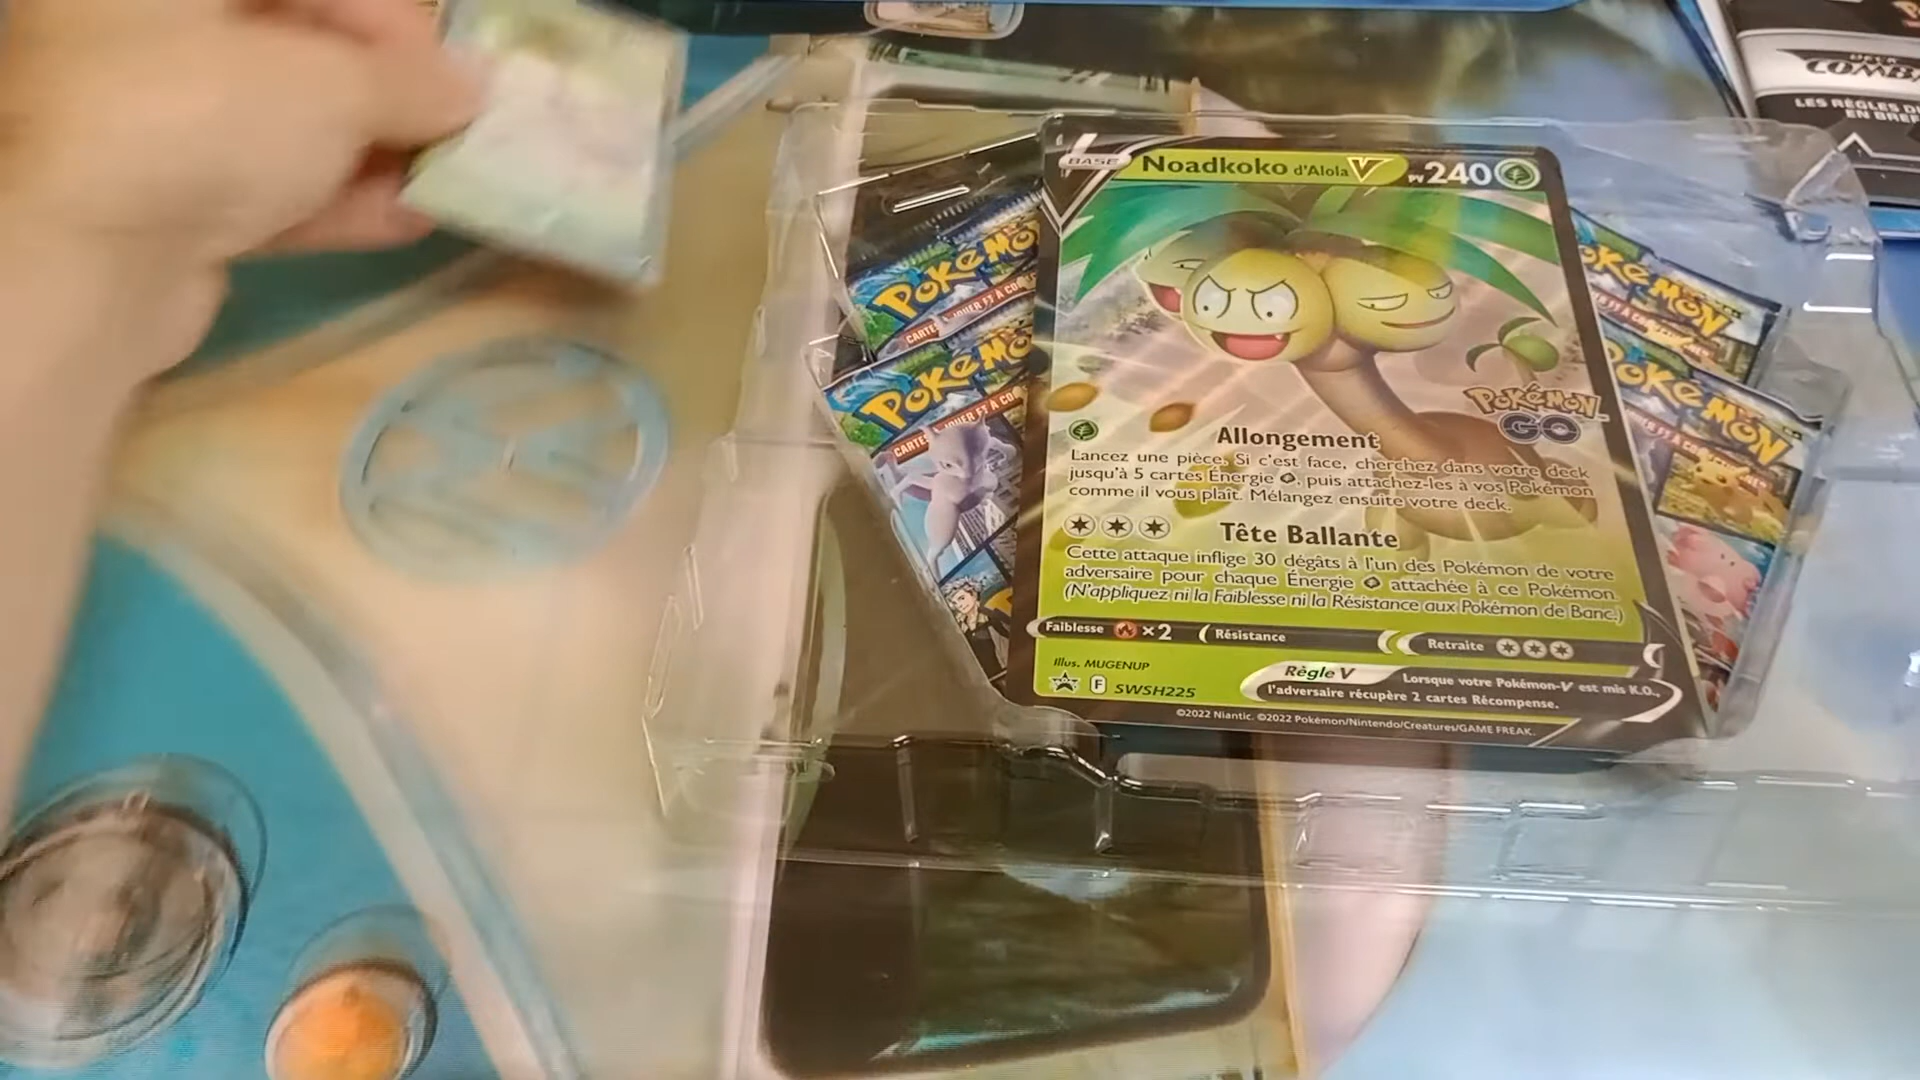 COMBA
LES RÈGLES DU
EN BREF
BASE Noadkoko d'Alola V PV 240
POKÉMON
POKÉMON
POKÉMON
POKÉMON
POKÉMON
GO
Allongement
Lancez une pièce. Si c'est face, cherchez dans votre deck
jusqu'à 5 cartes Énergie, puis attachez-les à vos Pokémon
comme il vous plaît. Mélangez ensuite votre deck.
Tête Ballante
Cette attaque inflige 30 dégâts à l'un des Pokémon de votre
adversaire pour chaque Énergie attachée à ce Pokémon.
(N'appliquez ni la Faiblesse ni la Résistance aux Pokémon de Banc.)
Faiblesse ×2 Résistance Retraite
Illus. MUGENUP
F SWSH225
Règle V Lorsque votre Pokémon-V est mis K.O.,
l'adversaire récupère 2 cartes Récompense.
©2022 Niantic. ©2022 Pokémon/Nintendo/Creatures/GAME FREAK.